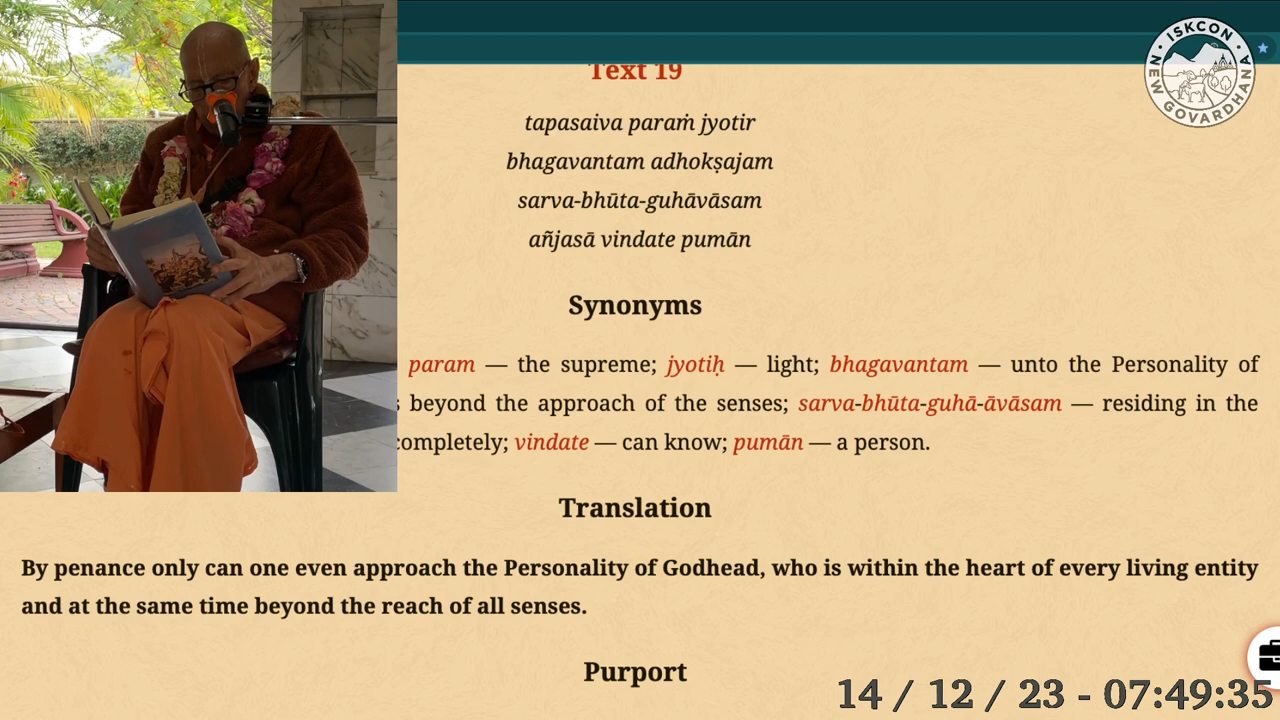 ISKCON
NEW GOVARDHANA
Text 19
tapasaiva paraṁ jyotir
bhagavantam adhokṣajam
sarva-bhūta-guhāvāsam
añjasā vindate pumān
Synonyms
param — the supreme; jyotiḥ — light; bhagavantam — unto the Personality of
beyond the approach of the senses; sarva-bhūta-guhā-āvāsam — residing in the
completely; vindate — can know; pumān — a person.
Translation
By penance only can one even approach the Personality of Godhead, who is within the heart of every living entity
and at the same time beyond the reach of all senses.
Purport
14 / 12 / 23 - 07:49:35